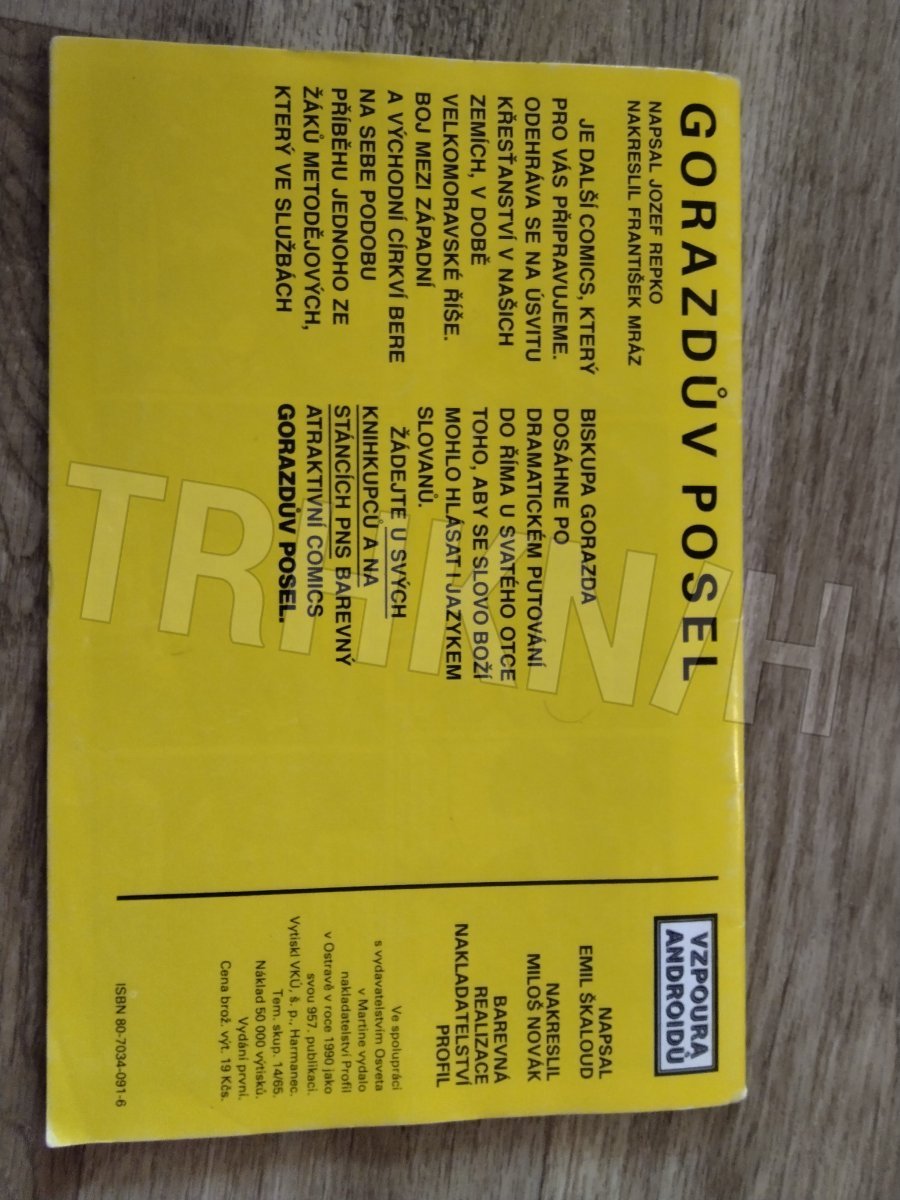 GORAZDŮV POSEL
NAPSAL JOZEF REPKO
NAKRESLIL FRANTIŠEK MRÁZ
JE DALŠÍ COMICS, KTERÝ
PRO VÁS PŘIPRAVUJEME.
ODEHRÁVA SE NA ÚSVITU
KŘESŤANSTVÍ V NAŠICH
ZEMÍCH, V DOBĚ
VELKOMORAVSKÉ ŘÍŠE.
BOJ MEZI ZÁPADNÍ
A VÝCHODNÍ CÍRKVÍ BERE
NA SEBE PODOBU
PŘÍBĚHU JEDNOHO ZE
ŽÁKŮ METODĚJOVÝCH,
KTERÝ VE SLUŽBÁCH
BISKUPA GORAZDA
DOSÁHNE PO
DRAMATICKÉM PUTOVÁNÍ
DO ŘÍMA U SVATÉHO OTCE
TOHO, ABY SE SLOVO BOŽÍ
MOHLO HLÁSAT I JAZYKEM
SLOVANŮ.
ŽÁDEJTE U SVÝCH
KNIHKUPCŮ A NA
STÁNCÍCH PNS BAREVNÝ
ATRAKTIVNÍ COMICS
GORAZDŮV POSEL.
VZPOURA
ANDROIDŮ
NAPSAL
EMIL ŠKALOUD
NAKRESLIL
MILOŠ NOVÁK
BAREVNÁ
REALIZACE
NAKLADATELSTVÍ
PROFIL
Ve spolupráci
s vydavatelstvím Osveta
v Martine vydalo
nakladatelství Profil
v Ostravě v roce 1990 jako
svou 957. publikaci.
Vytiskl VKÚ, š. p., Harmanec.
Tem. skup. 14/65.
Náklad 50 000 výtisků.
Vydání první.
Cena brož. výt. 19 Kčs.
ISBN 80-7034-091-6
TRHKNIH